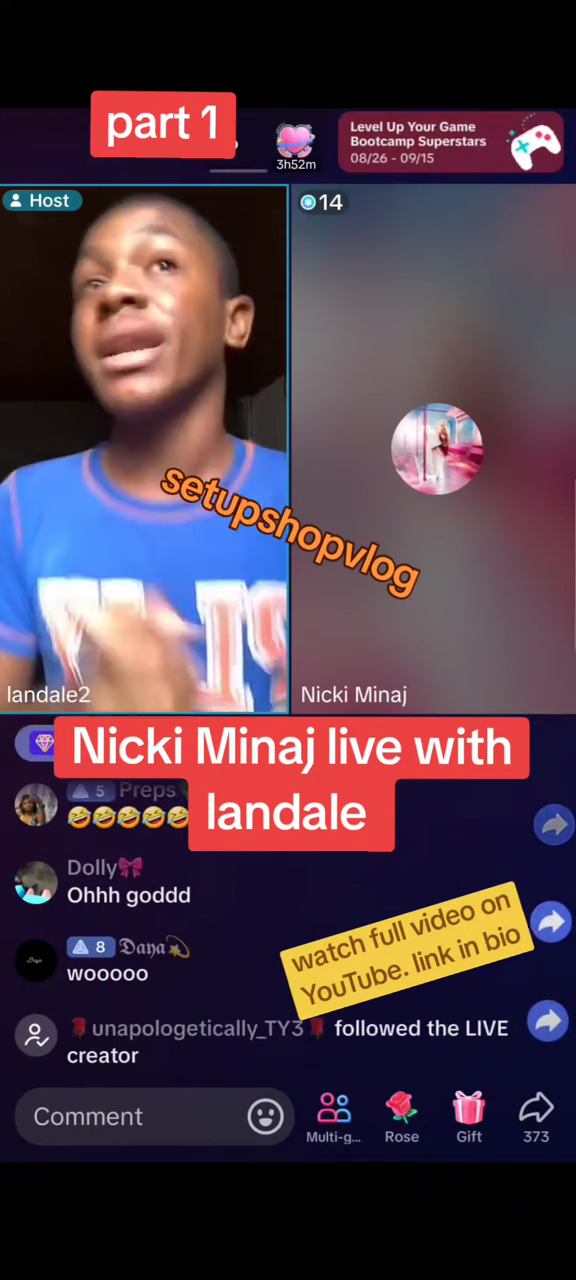 part 1
3h52m
Level Up Your Game
Bootcamp Superstars
08/26 - 09/15
Host
14
setupshopvlog
landale2
Nicki Minaj
Nicki Minaj live with
landale
5 Preps
🤣🤣🤣🤣🤣
Dolly🎀
Ohhh goddd
8 𝔇𝔞𝔶𝔞💫
wooooo
watch full video on
YouTube. link in bio
🌹unapologetically_TY3🌹 followed the LIVE
creator
Comment
Multi-g...
Rose
Gift
373